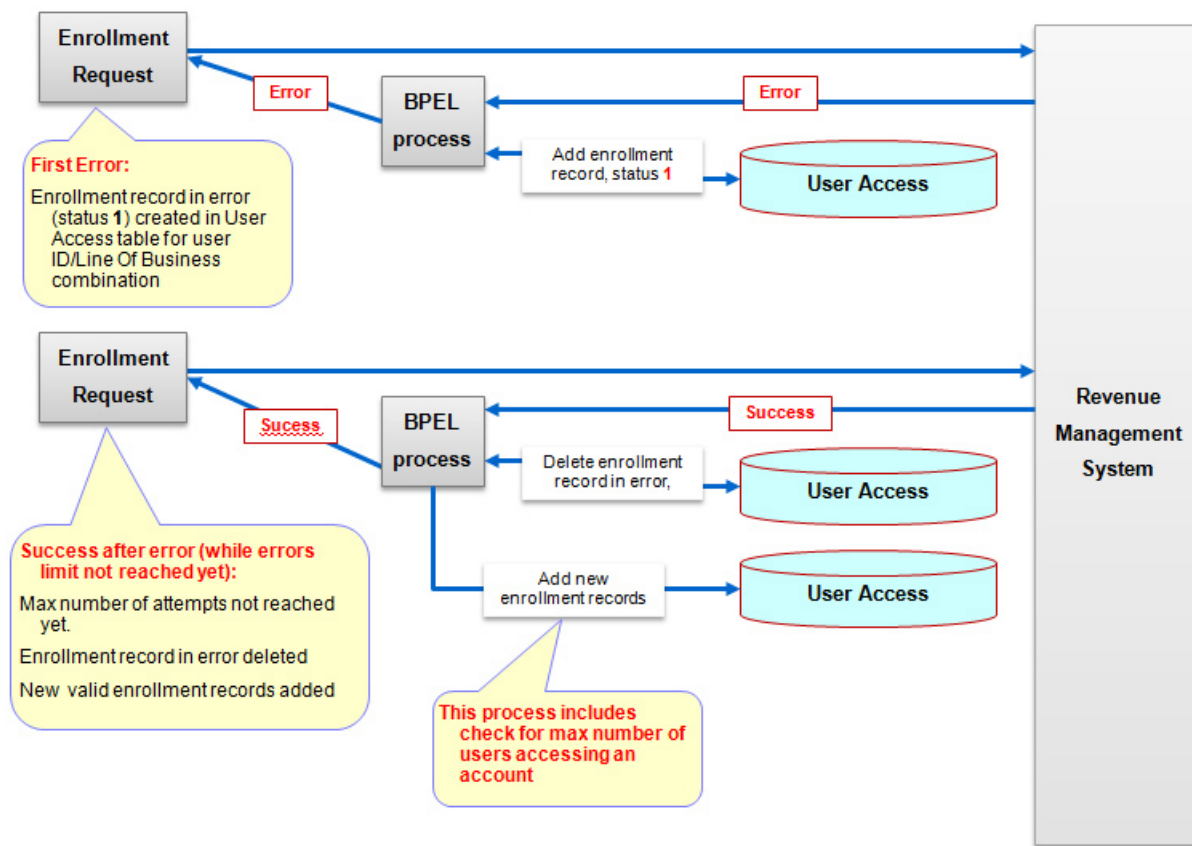 Enrollment
Request
Error
BPEL
process
Error
Add enrollment
record, status 1
User Access
First Error:
Enrollment record in error
(status 1) created in User
Access table for user
ID/Line Of Business
combination
Enrollment
Request
Sucess
BPEL
process
Success
Delete enrollment
record in error,
User Access
Revenue
Management
System
Success after error (while errors
limit not reached yet):
Max number of attempts not reached
yet.
Enrollment record in error deleted
New valid enrollment records added
Add new
enrollment records
User Access
This process includes
check for max number of
users accessing an
account